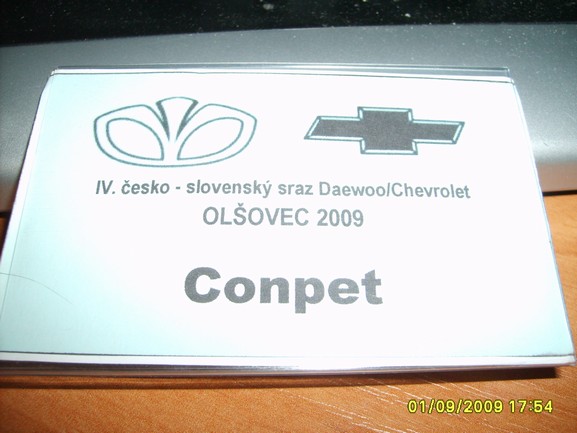 IV. česko - slovenský sraz Daewoo/Chevrolet
OLŠOVEC 2009
Conpet
01/09/2009 17:54